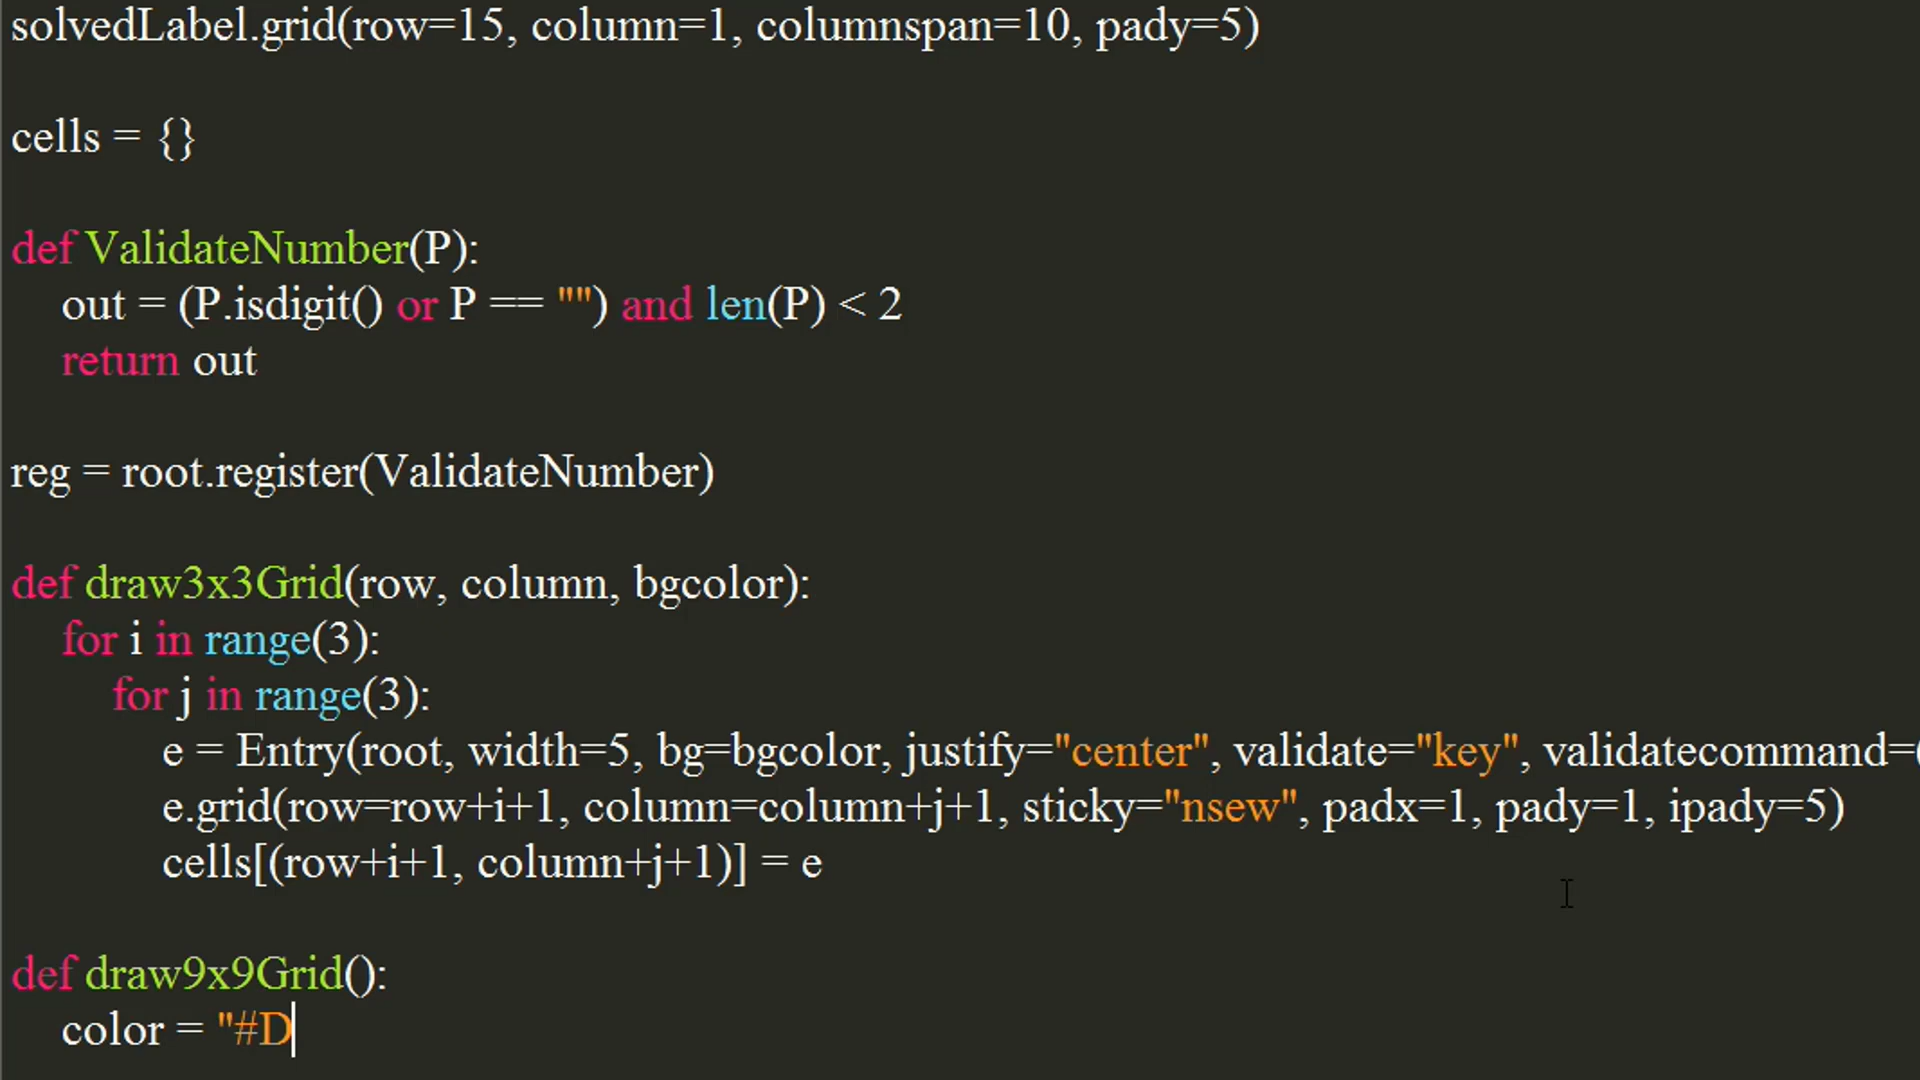 solvedLabel.grid(row=15, column=1, columnspan=10, pady=5)
cells = {}
def ValidateNumber(P):
    out = (P.isdigit() or P == "") and len(P) < 2
    return out
reg = root.register(ValidateNumber)
def draw3x3Grid(row, column, bgcolor):
    for i in range(3):
        for j in range(3):
            e = Entry(root, width=5, bg=bgcolor, justify="center", validate="key", validatecommand=(
            e.grid(row=row+i+1, column=column+j+1, sticky="nsew", padx=1, pady=1, ipady=5)
            cells[(row+i+1, column+j+1)] = e
def draw9x9Grid():
    color = "#D